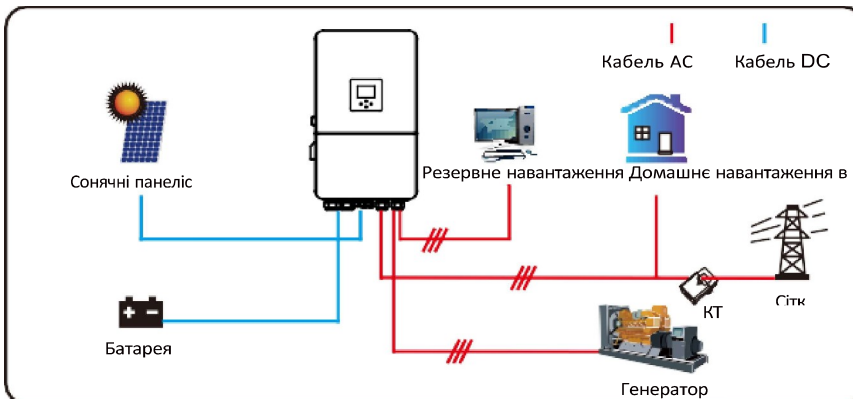 Кабель AC Кабель DC
Сонячні панеліс
Резервне навантаження Домашнє навантаження в
КТ
Сітк
Батарея
Генератор